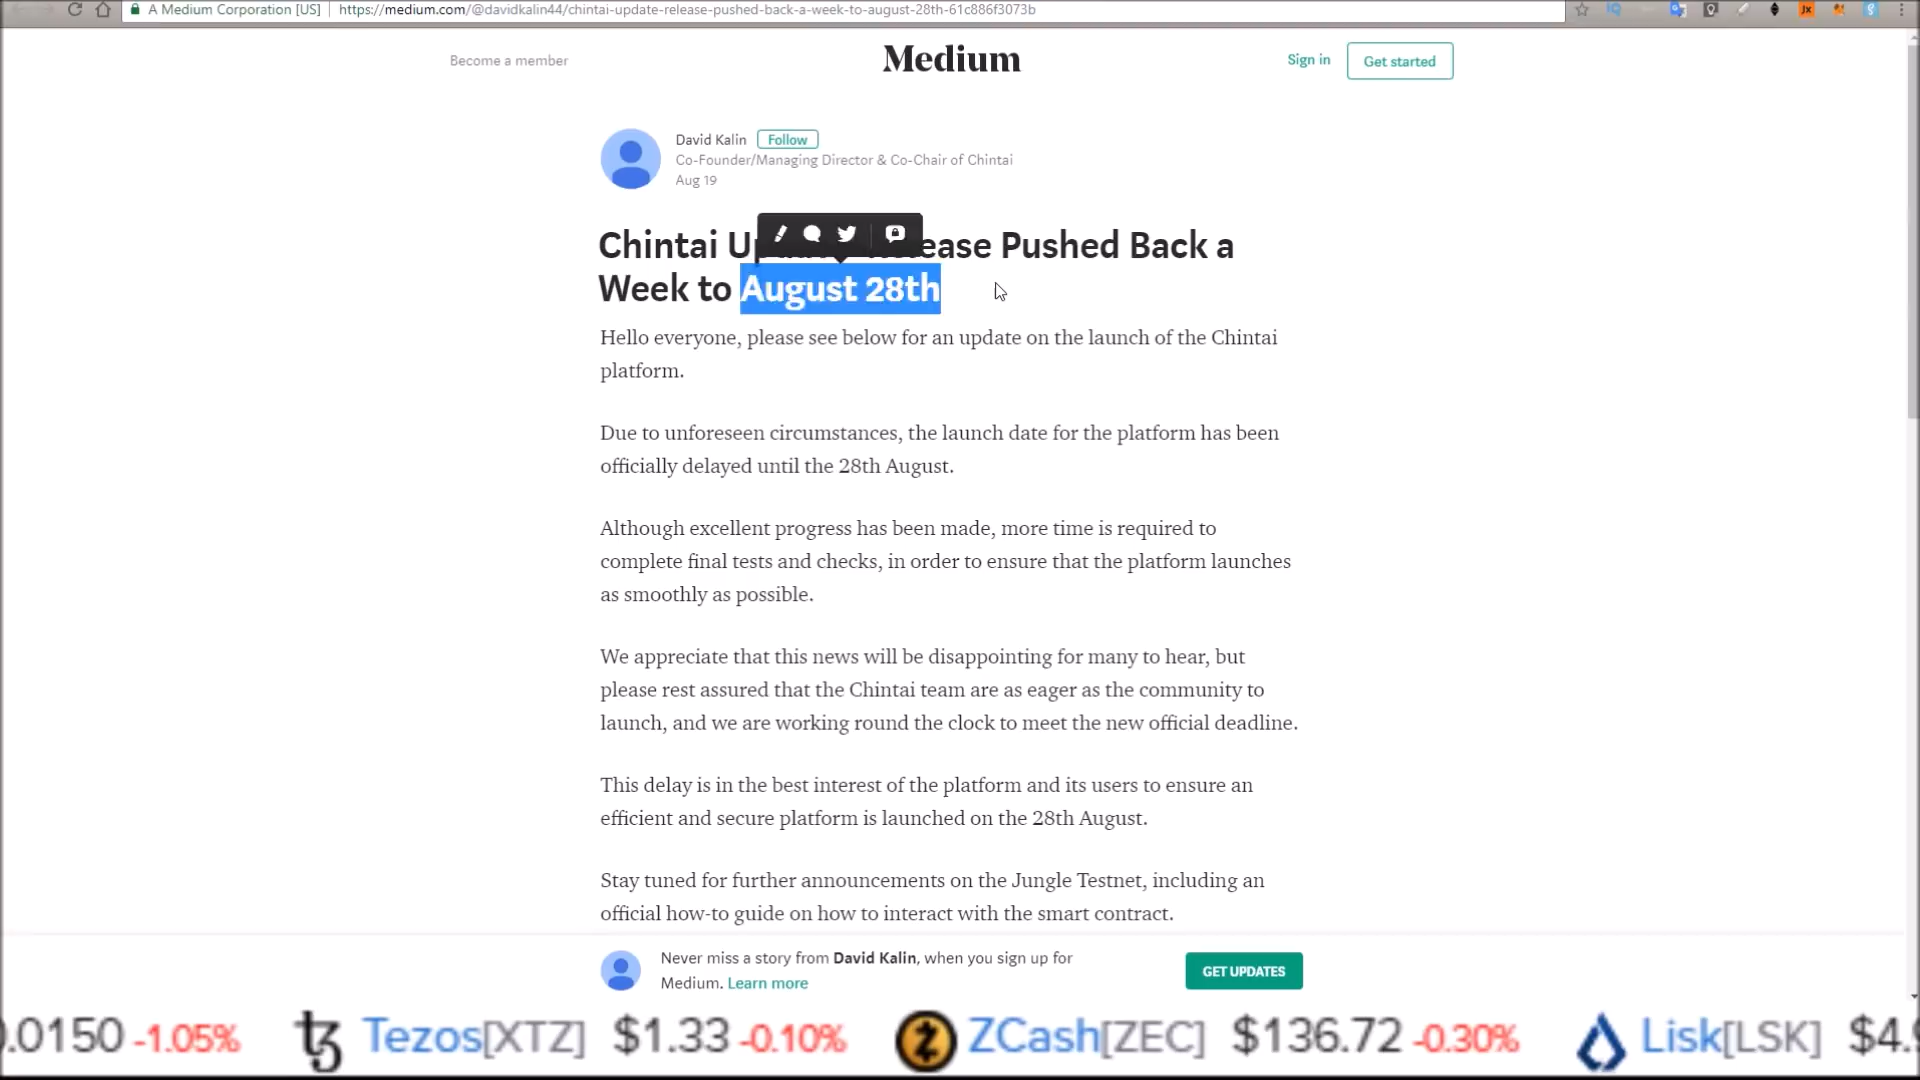 A Medium Corporation [US] | https://medium.com/@davidkalin44/chintai-update-release-pushed-back-a-week-to-august-28th-61c886f3073b
Become a member
Medium
Sign in
Get started
David Kalin Follow
Co-Founder/Managing Director & Co-Chair of Chintai
Aug 19
Chintai Pushed Back a
Week to August 28th
Hello everyone, please see below for an update on the launch of the Chintai
platform.
Due to unforeseen circumstances, the launch date for the platform has been
officially delayed until the 28th August.
Although excellent progress has been made, more time is required to
complete final tests and checks, in order to ensure that the platform launches
as smoothly as possible.
We appreciate that this news will be disappointing for many to hear, but
please rest assured that the Chintai team are as eager as the community to
launch, and we are working round the clock to meet the new official deadline.
This delay is in the best interest of the platform and its users to ensure an
efficient and secure platform is launched on the 28th August.
Stay tuned for further announcements on the Jungle Testnet, including an
official how-to guide on how to interact with the smart contract.
Never miss a story from David Kalin, when you sign up for
Medium. Learn more
GET UPDATES
.0150 -1.05% Tezos[XTZ] $1.33 -0.10% ZCash[ZEC] $136.72 -0.30% Lisk[LSK] $4.